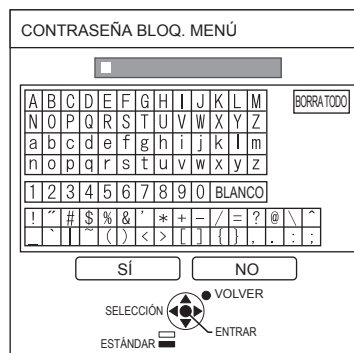 CONTRASEÑA BLOQ. MENÚ
A B C D E F G H I J K L M BORRA TODO
N O P Q R S T U V W X Y Z
a b c d e f g h i j k l m
n o p q r s t u v w x y z
1 2 3 4 5 6 7 8 9 0 BLANCO
! ˝ # $ % & ' * + − / = ? @ \ ^
_ ` | ~ ( ) < > [ ] { } , . : ;
SÍ NO
VOLVER
SELECCIÓN
ENTRAR
ESTÁNDAR